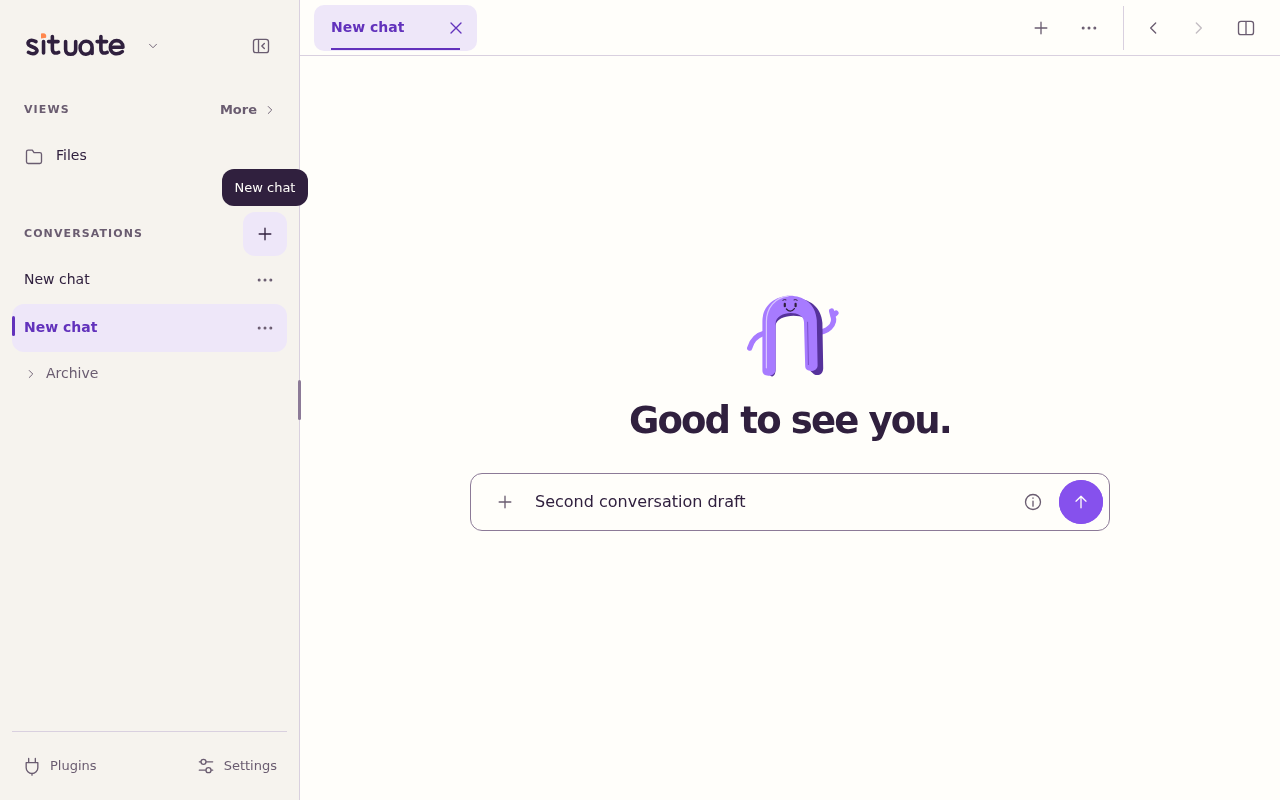 situate
VIEWS
More
Files
New chat
CONVERSATIONS
New chat
New chat
Archive
Plugins
Settings
New chat
Good to see you.
Second conversation draft